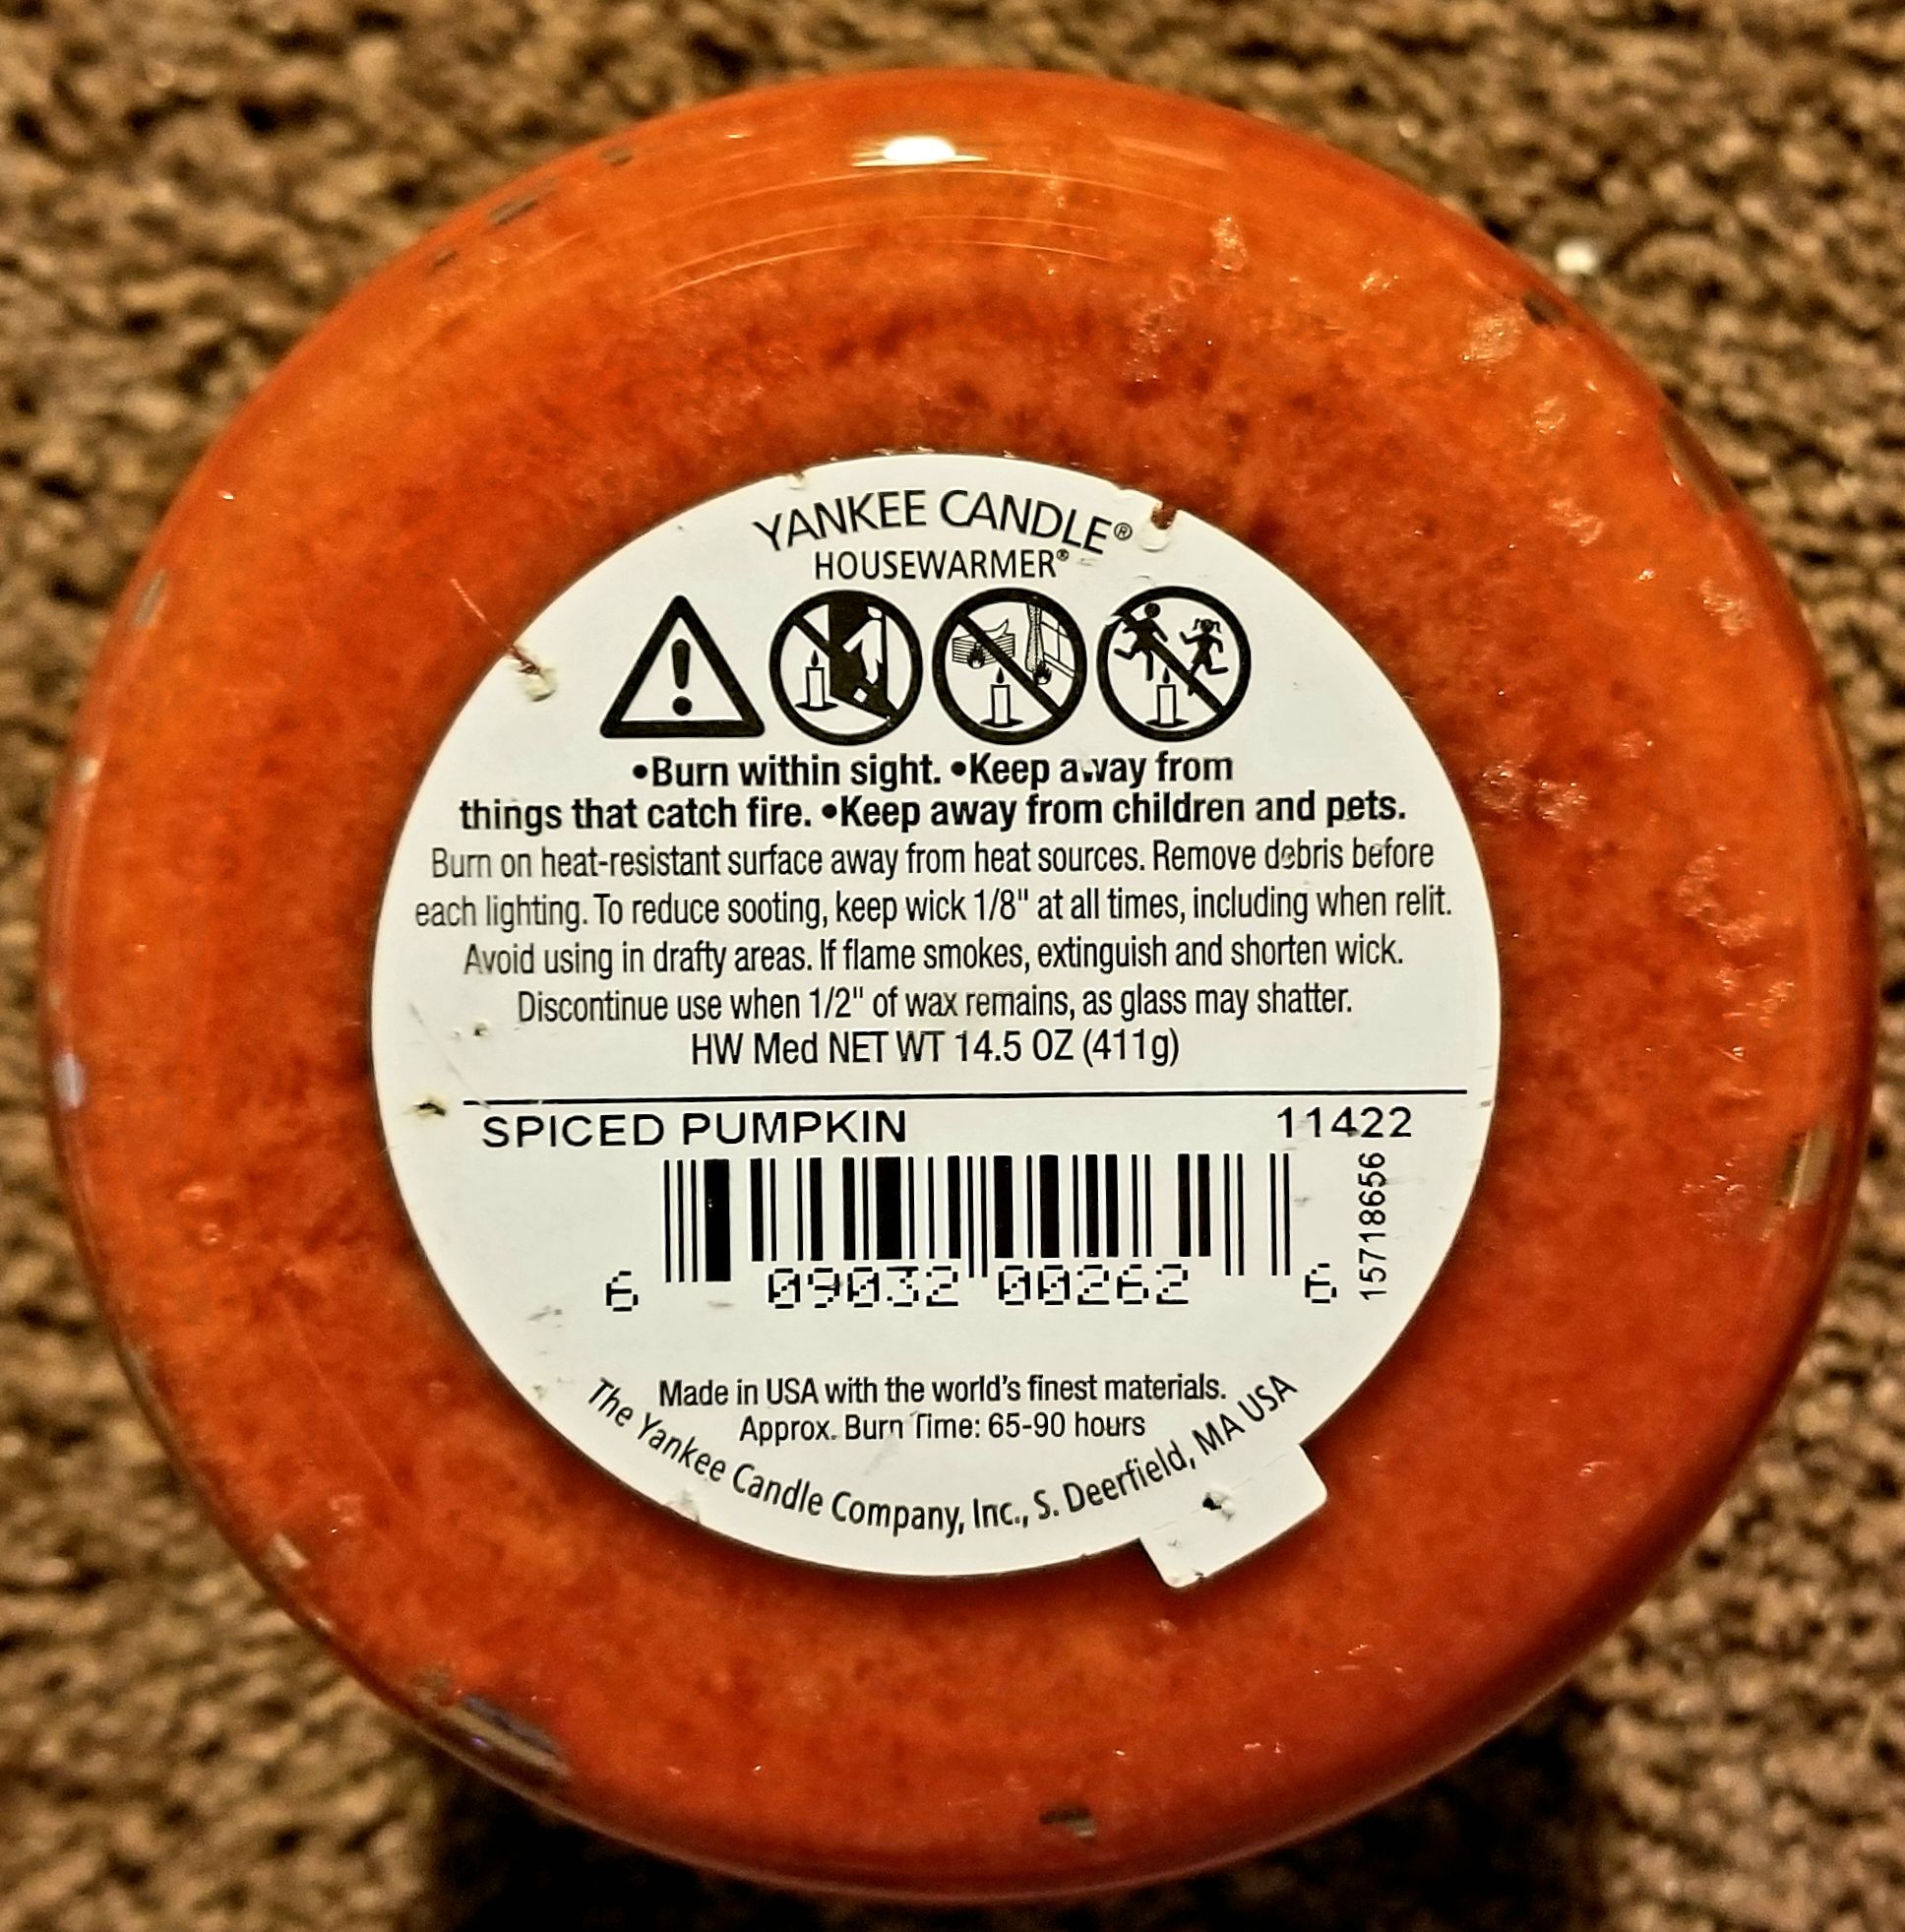 YANKEE CANDLE®
HOUSEWARMER®
•Burn within sight. •Keep away from
things that catch fire. •Keep away from children and pets.
Burn on heat-resistant surface away from heat sources. Remove debris before
each lighting. To reduce sooting, keep wick 1/8" at all times, including when relit.
Avoid using in drafty areas. If flame smokes, extinguish and shorten wick.
Discontinue use when 1/2" of wax remains, as glass may shatter.
HW Med NET WT 14.5 OZ (411g)
SPICED PUMPKIN 11422
6 09032 00262 6
15718656
Made in USA with the world's finest materials.
Approx. Burn Time: 65-90 hours
The Yankee Candle Company, Inc., S. Deerfield, MA USA